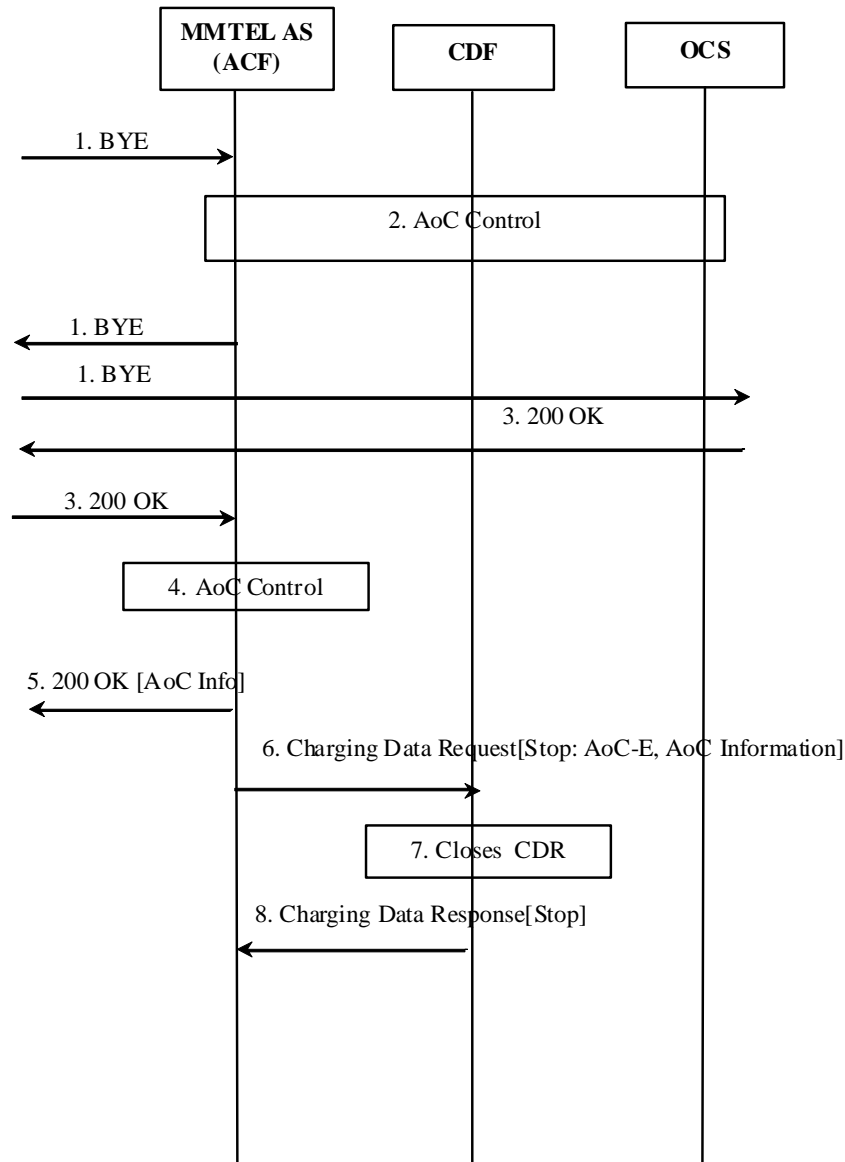 MMTEL AS
(ACF)
CDF
OCS
1. BYE
2. AoC Control
1. BYE
1. BYE
3. 200 OK
3. 200 OK
4. AoC Control
5. 200 OK [AoC Info]
6. Charging Data Request[Stop: AoC-E, AoC Information]
7. Closes CDR
8. Charging Data Response[Stop]